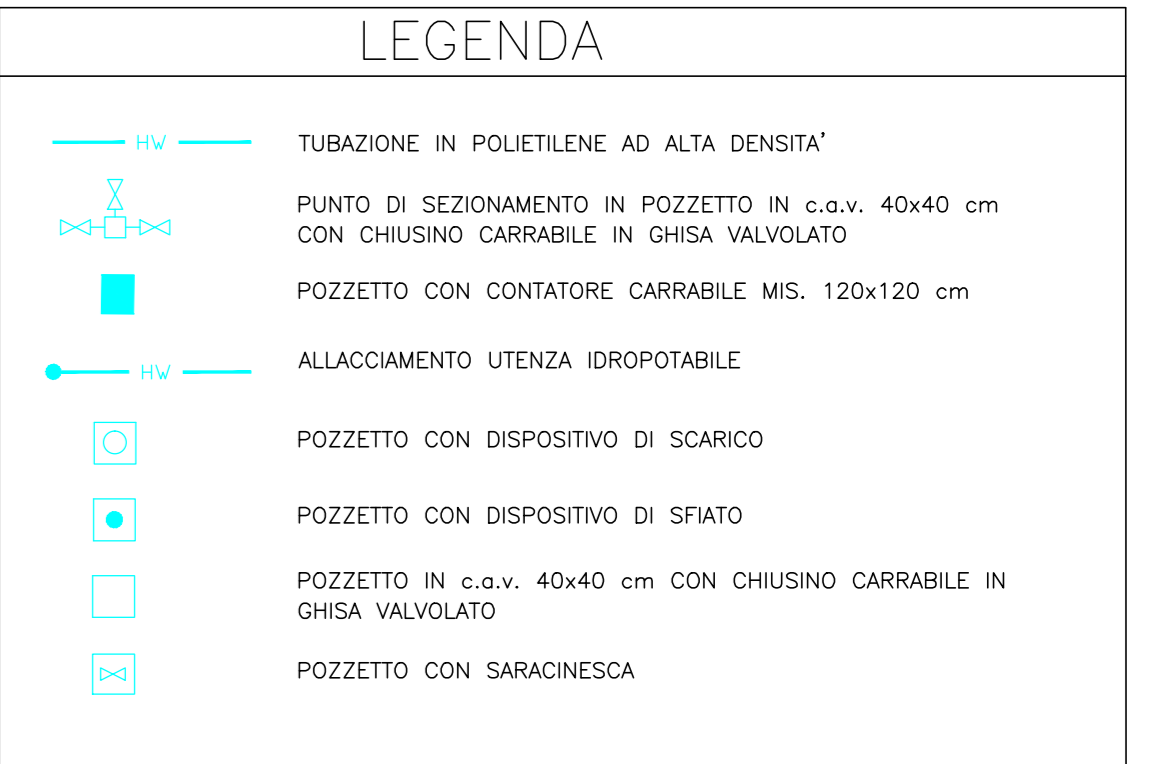 LEGENDA
HW
TUBAZIONE IN POLIETILENE AD ALTA DENSITA'
PUNTO DI SEZIONAMENTO IN POZZETTO IN c.a.v. 40x40 cm
CON CHIUSINO CARRABILE IN GHISA VALVOLATO
POZZETTO CON CONTATORE CARRABILE MIS. 120x120 cm
HW
ALLACCIAMENTO UTENZA IDROPOTABILE
POZZETTO CON DISPOSITIVO DI SCARICO
POZZETTO CON DISPOSITIVO DI SFIATO
POZZETTO IN c.a.v. 40x40 cm CON CHIUSINO CARRABILE IN
GHISA VALVOLATO
POZZETTO CON SARACINESCA